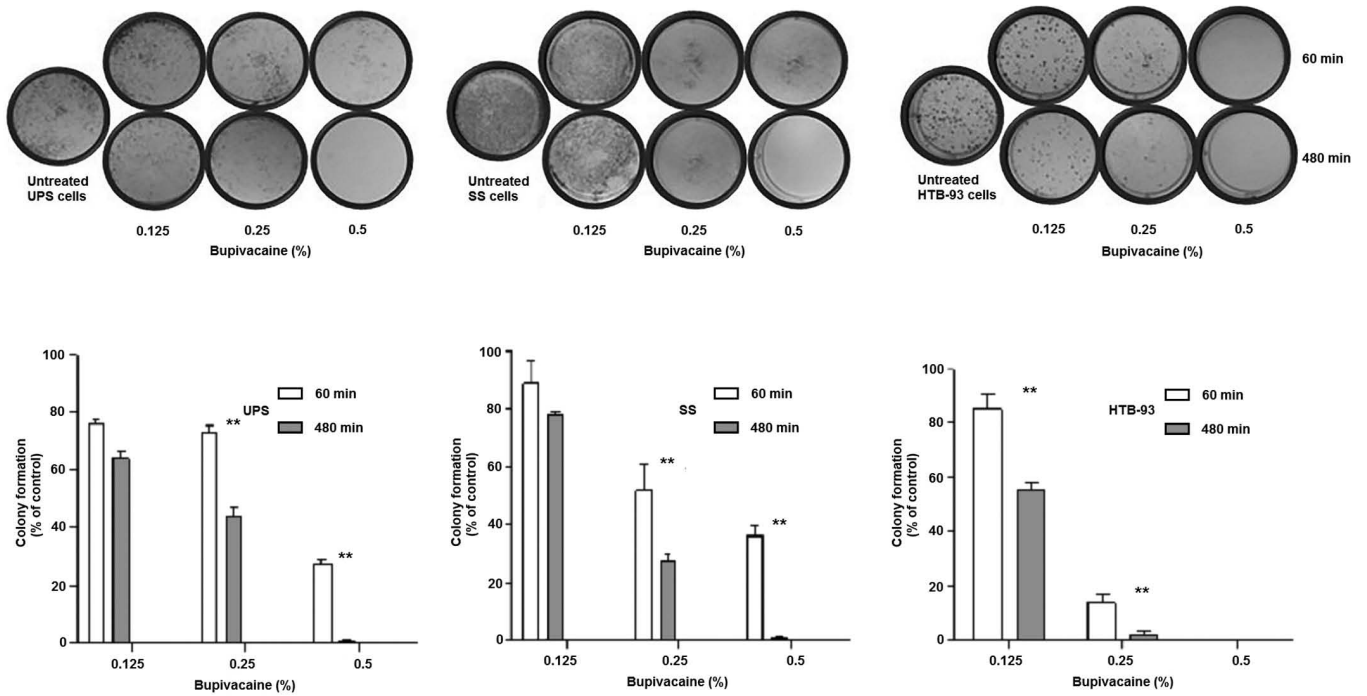 60 min
480 min
Untreated
UPS cells
Untreated
SS cells
Untreated
HTB-93 cells
0.125 0.25 0.5
Bupivacaine (%)
0.125 0.25 0.5
Bupivacaine (%)
0.125 0.25 0.5
Bupivacaine (%)
Colony formation
(% of control)
100
80
60
40
20
0
UPS
60 min
480 min
**
**
0.125 0.25 0.5
Bupivacaine (%)
Colony formation
(% of control)
100
80
60
40
20
0
SS
60 min
480 min
**
**
0.125 0.25 0.5
Bupivacaine (%)
Colony formation
(% of control)
100
80
60
40
20
0
HTB-93
60 min
480 min
**
**
0.125 0.25 0.5
Bupivacaine (%)